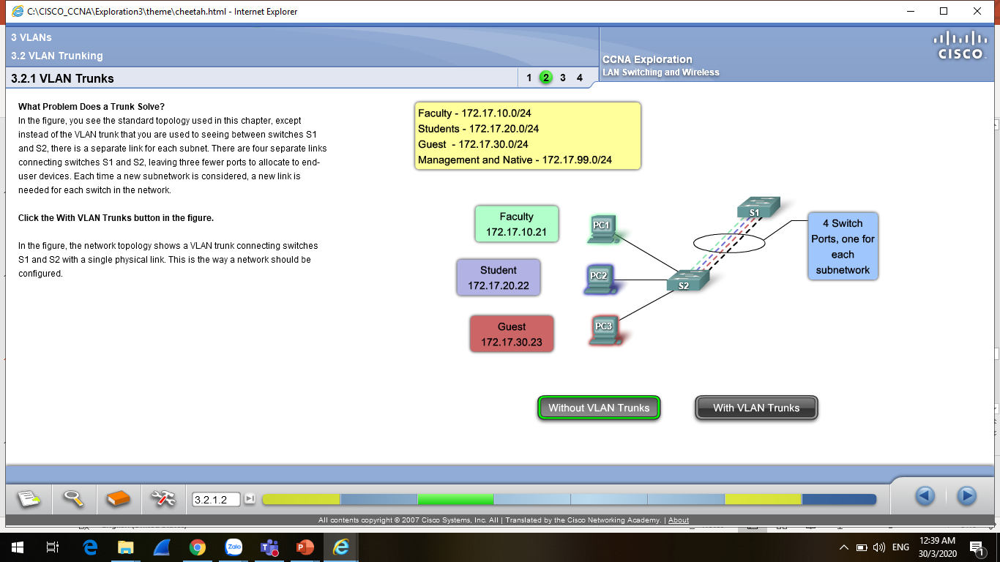 C:\CISCO_CCNA\Exploration3\theme\cheetah.html - Internet Explorer
3 VLANs
3.2 VLAN Trunking
CCNA Exploration
LAN Switching and Wireless
CISCO
3.2.1 VLAN Trunks
1 2 3 4
What Problem Does a Trunk Solve?
In the figure, you see the standard topology used in this chapter, except
instead of the VLAN trunk that you are used to seeing between switches S1
and S2, there is a separate link for each subnet. There are four separate links
connecting switches S1 and S2, leaving three fewer ports to allocate to end-
user devices. Each time a new subnetwork is considered, a new link is
needed for each switch in the network.
Click the With VLAN Trunks button in the figure.
In the figure, the network topology shows a VLAN trunk connecting switches
S1 and S2 with a single physical link. This is the way a network should be
configured.
Faculty - 172.17.10.0/24
Students - 172.17.20.0/24
Guest - 172.17.30.0/24
Management and Native - 172.17.99.0/24
Faculty
172.17.10.21
PC1
Student
172.17.20.22
PC2
Guest
172.17.30.23
PC3
S1
S2
4 Switch
Ports, one for
each
subnetwork
Without VLAN Trunks
With VLAN Trunks
3.2.1.2
All contents copyright © 2007 Cisco Systems, Inc. All | Translated by the Cisco Networking Academy. | About
Zalo
ENG
12:39 AM
30/3/2020
1